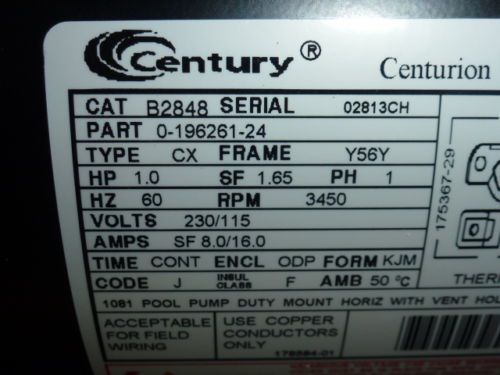 Century®
Centurion
CAT B2848 SERIAL 02813CH
PART 0-196261-24
TYPE CX FRAME Y56Y
HP 1.0 SF 1.65 PH 1
HZ 60 RPM 3450
VOLTS 230/115
AMPS SF 8.0/16.0
TIME CONT ENCL ODP FORM KJM
CODE J INSUL CLASS F AMB 50 °C
1081 POOL PUMP DUTY MOUNT HORIZ WITH VENT HOL
ACCEPTABLE FOR FIELD WIRING
USE COPPER CONDUCTORS ONLY
175367-29
THER